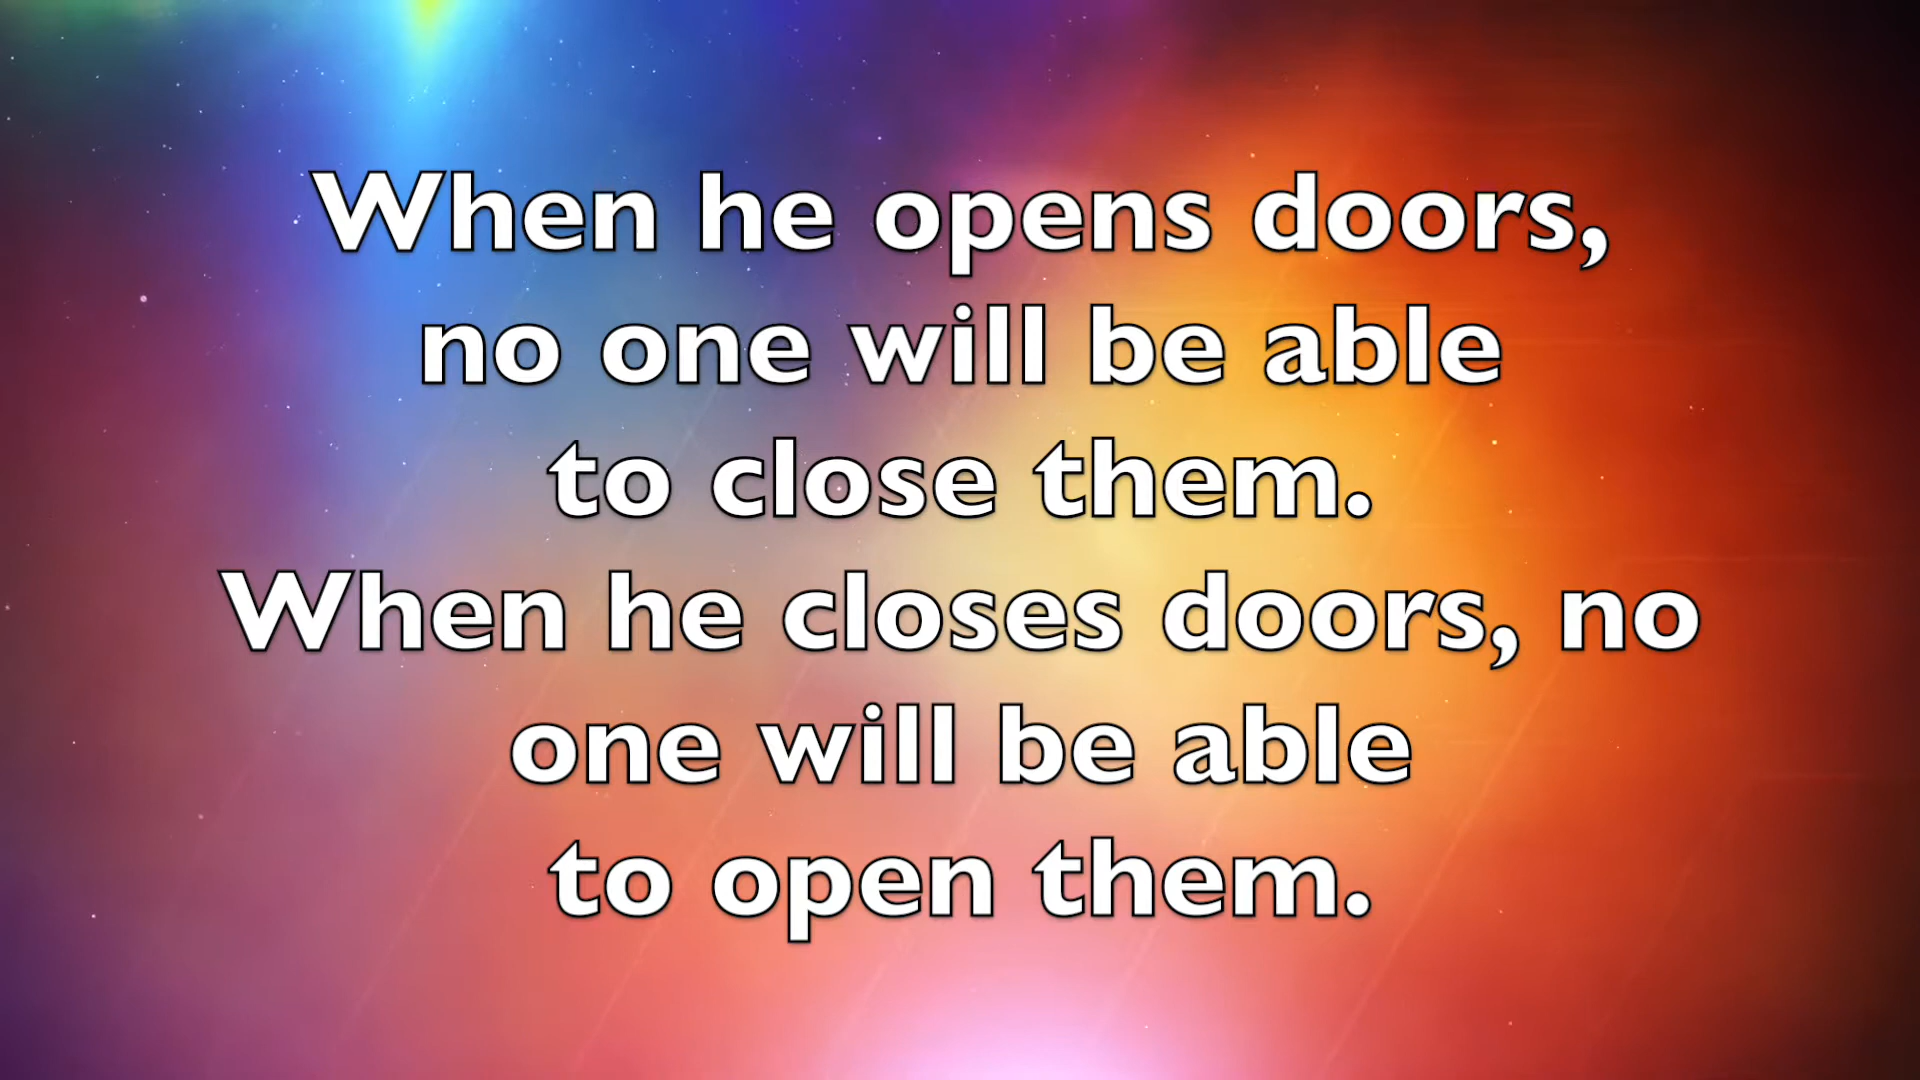 When he opens doors,
no one will be able
to close them.
When he closes doors, no
one will be able
to open them.